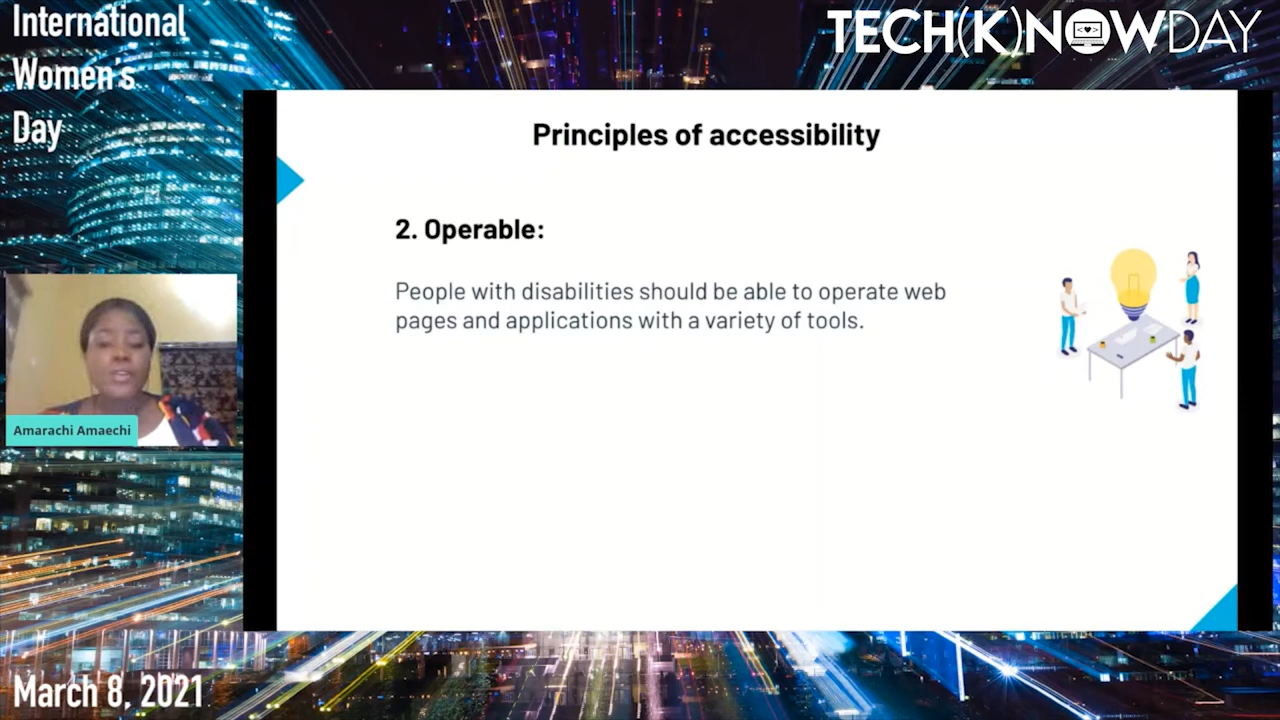 International
Women's
Day
TECH(K)NOWDAY
Principles of accessibility
2. Operable:
People with disabilities should be able to operate web
pages and applications with a variety of tools.
Amarachi Amaechi
March 8, 2021